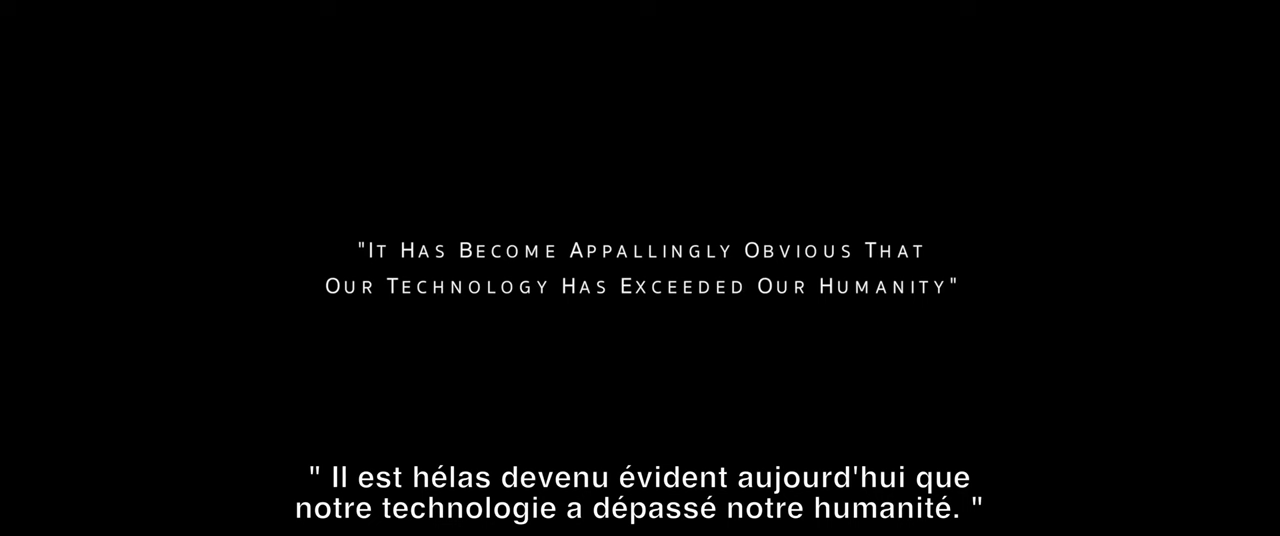 "It Has Become Appallingly Obvious That
Our Technology Has Exceeded Our Humanity"
" Il est hélas devenu évident aujourd'hui que
notre technologie a dépassé notre humanité. "